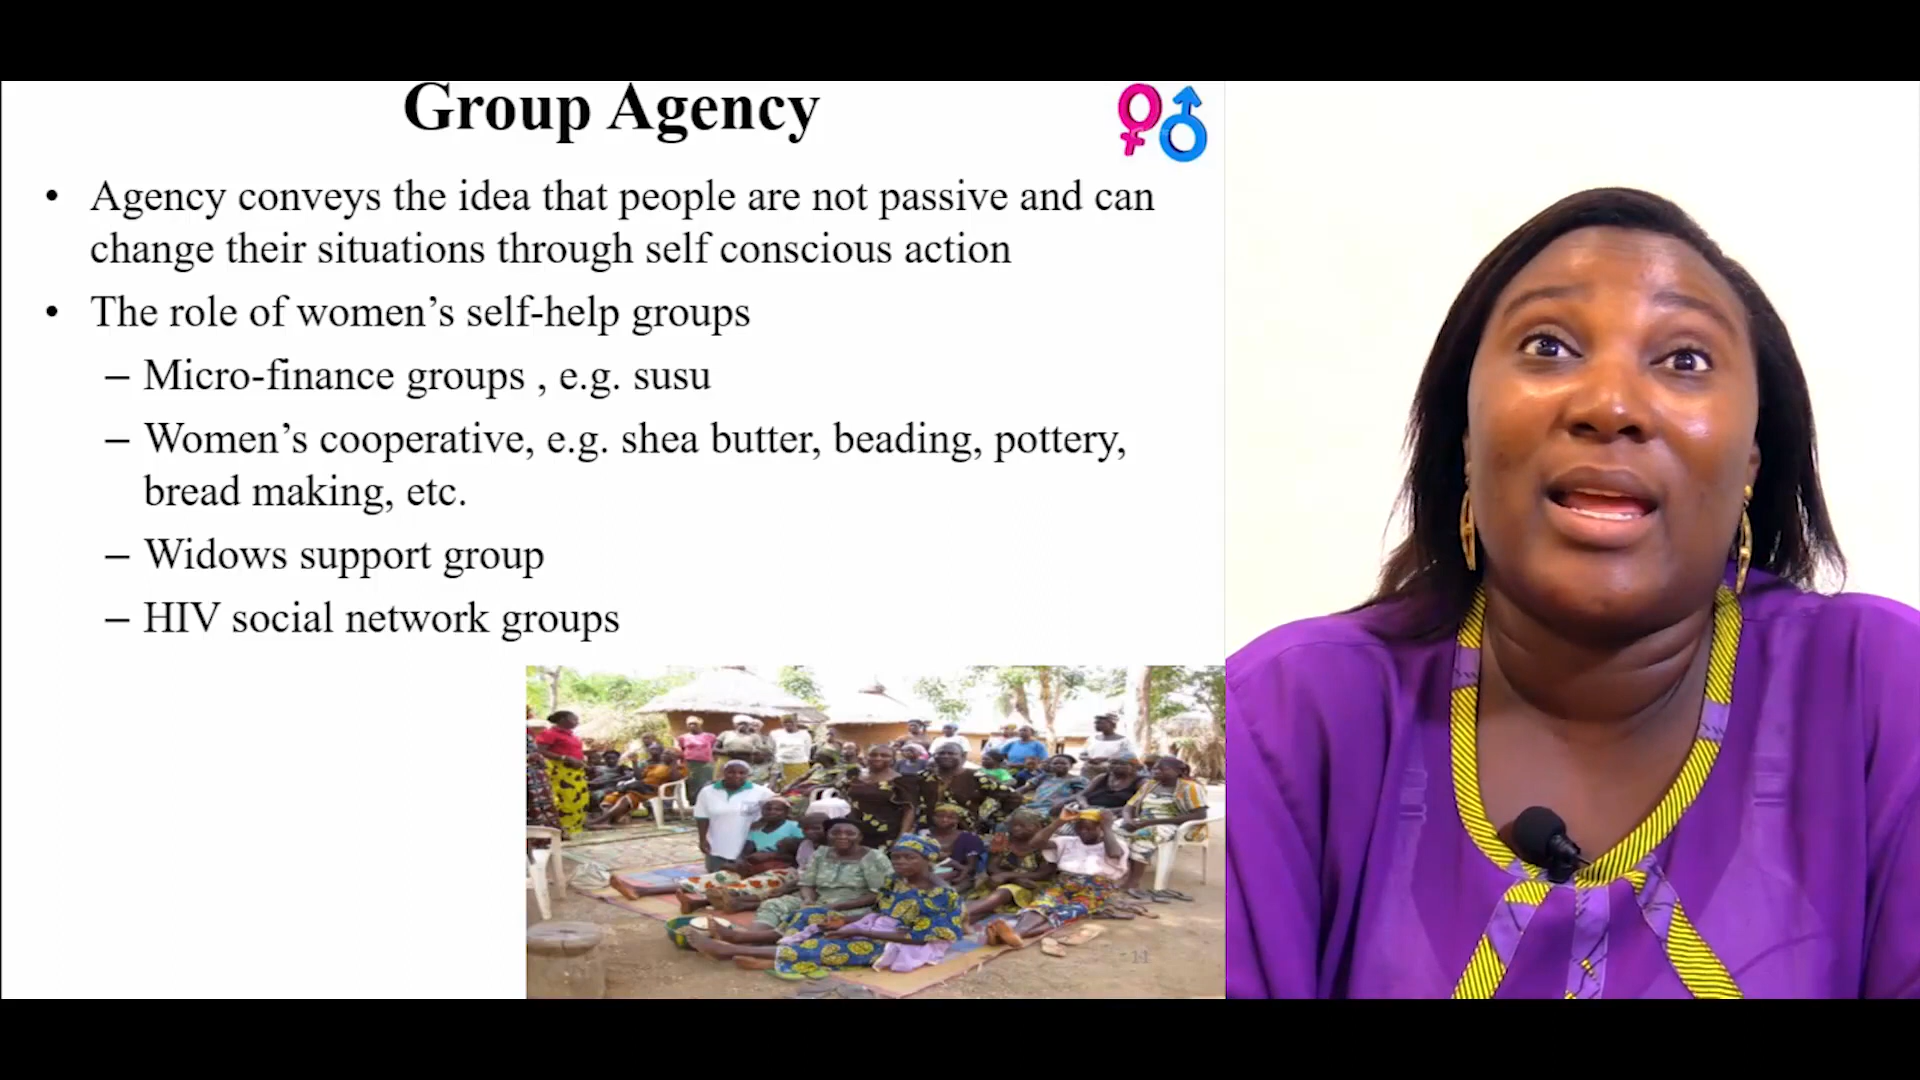 Group Agency
• Agency conveys the idea that people are not passive and can
change their situations through self conscious action
• The role of women’s self-help groups
– Micro-finance groups , e.g. susu
– Women’s cooperative, e.g. shea butter, beading, pottery,
bread making, etc.
– Widows support group
– HIV social network groups
11